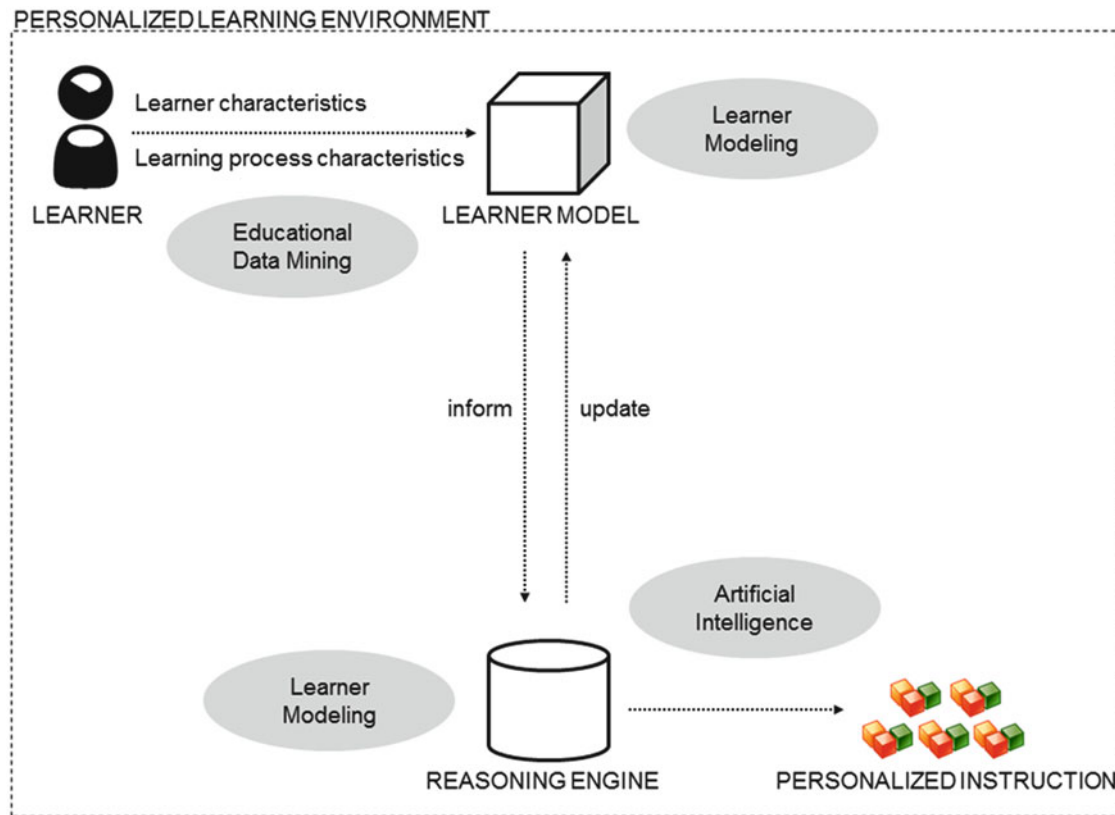 PERSONALIZED LEARNING ENVIRONMENT
Learner characteristics
Learning process characteristics
LEARNER
LEARNER MODEL
Learner
Modeling
Educational
Data Mining
inform
update
Artificial
Intelligence
Learner
Modeling
REASONING ENGINE
PERSONALIZED INSTRUCTION